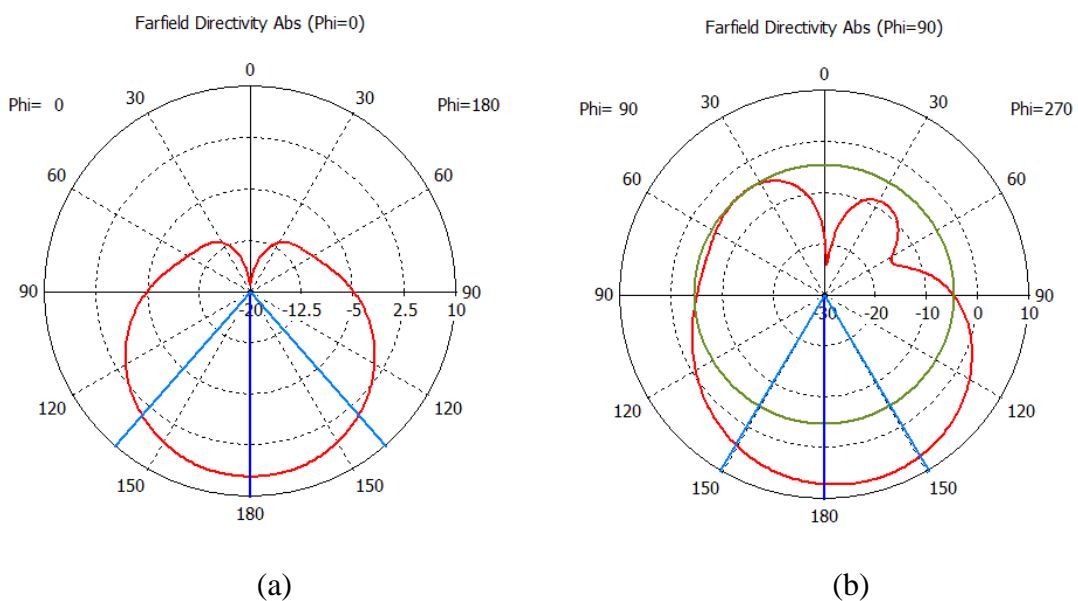 Farfield Directivity Abs (Phi=0)
0
Phi= 0 30 30 Phi=180
60 60
90 -20 -12.5 -5 2.5 10 90
120 120
150 150
180
(a)
Farfield Directivity Abs (Phi=90)
0
Phi= 90 30 30 Phi=270
60 60
90 -30 -20 -10 0 10 90
120 120
150 150
180
(b)